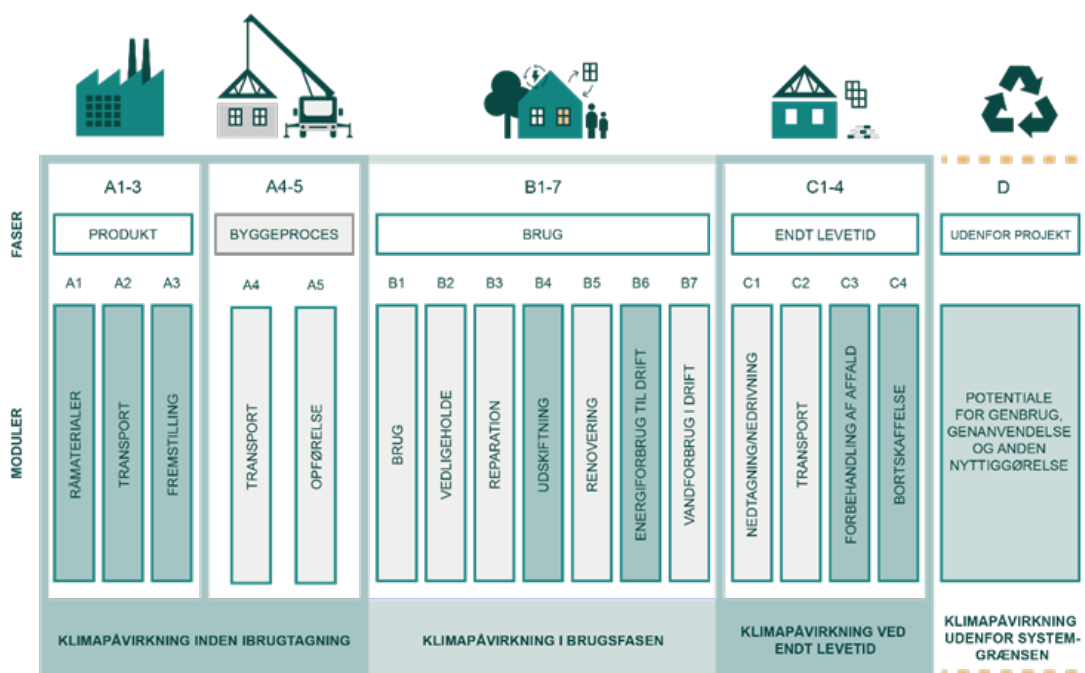 A1-3
A4-5
B1-7
C1-4
D
FASER
PRODUKT
BYGGEPROCES
BRUG
ENDT LEVETID
UDENFOR PROJEKT
A1
A2
A3
A4
A5
B1
B2
B3
B4
B5
B6
B7
C1
C2
C3
C4
MODULER
RÅMATERIALER
TRANSPORT
FREMSTILLING
TRANSPORT
OPFØRELSE
BRUG
VEDLIGEHOLDE
REPARATION
UDSKIFTNING
RENOVERING
ENERGIFORBRUG TIL DRIFT
VANDFORBRUG I DRIFT
NEDTAGNING/NEDRIVNING
TRANSPORT
FORBEHANDLING AF AFFALD
BORTSKAFFELSE
POTENTIALE
FOR GENBRUG,
GENANVENDELSE
OG ANDEN
NYTTIGGØRELSE
KLIMAPÅVIRKNING INDEN IBRUGTAGNING
KLIMAPÅVIRKNING I BRUGSFASEN
KLIMAPÅVIRKNING VED
ENDT LEVETID
KLIMAPÅVIRKNING
UDENFOR SYSTEM-
GRÆNSEN